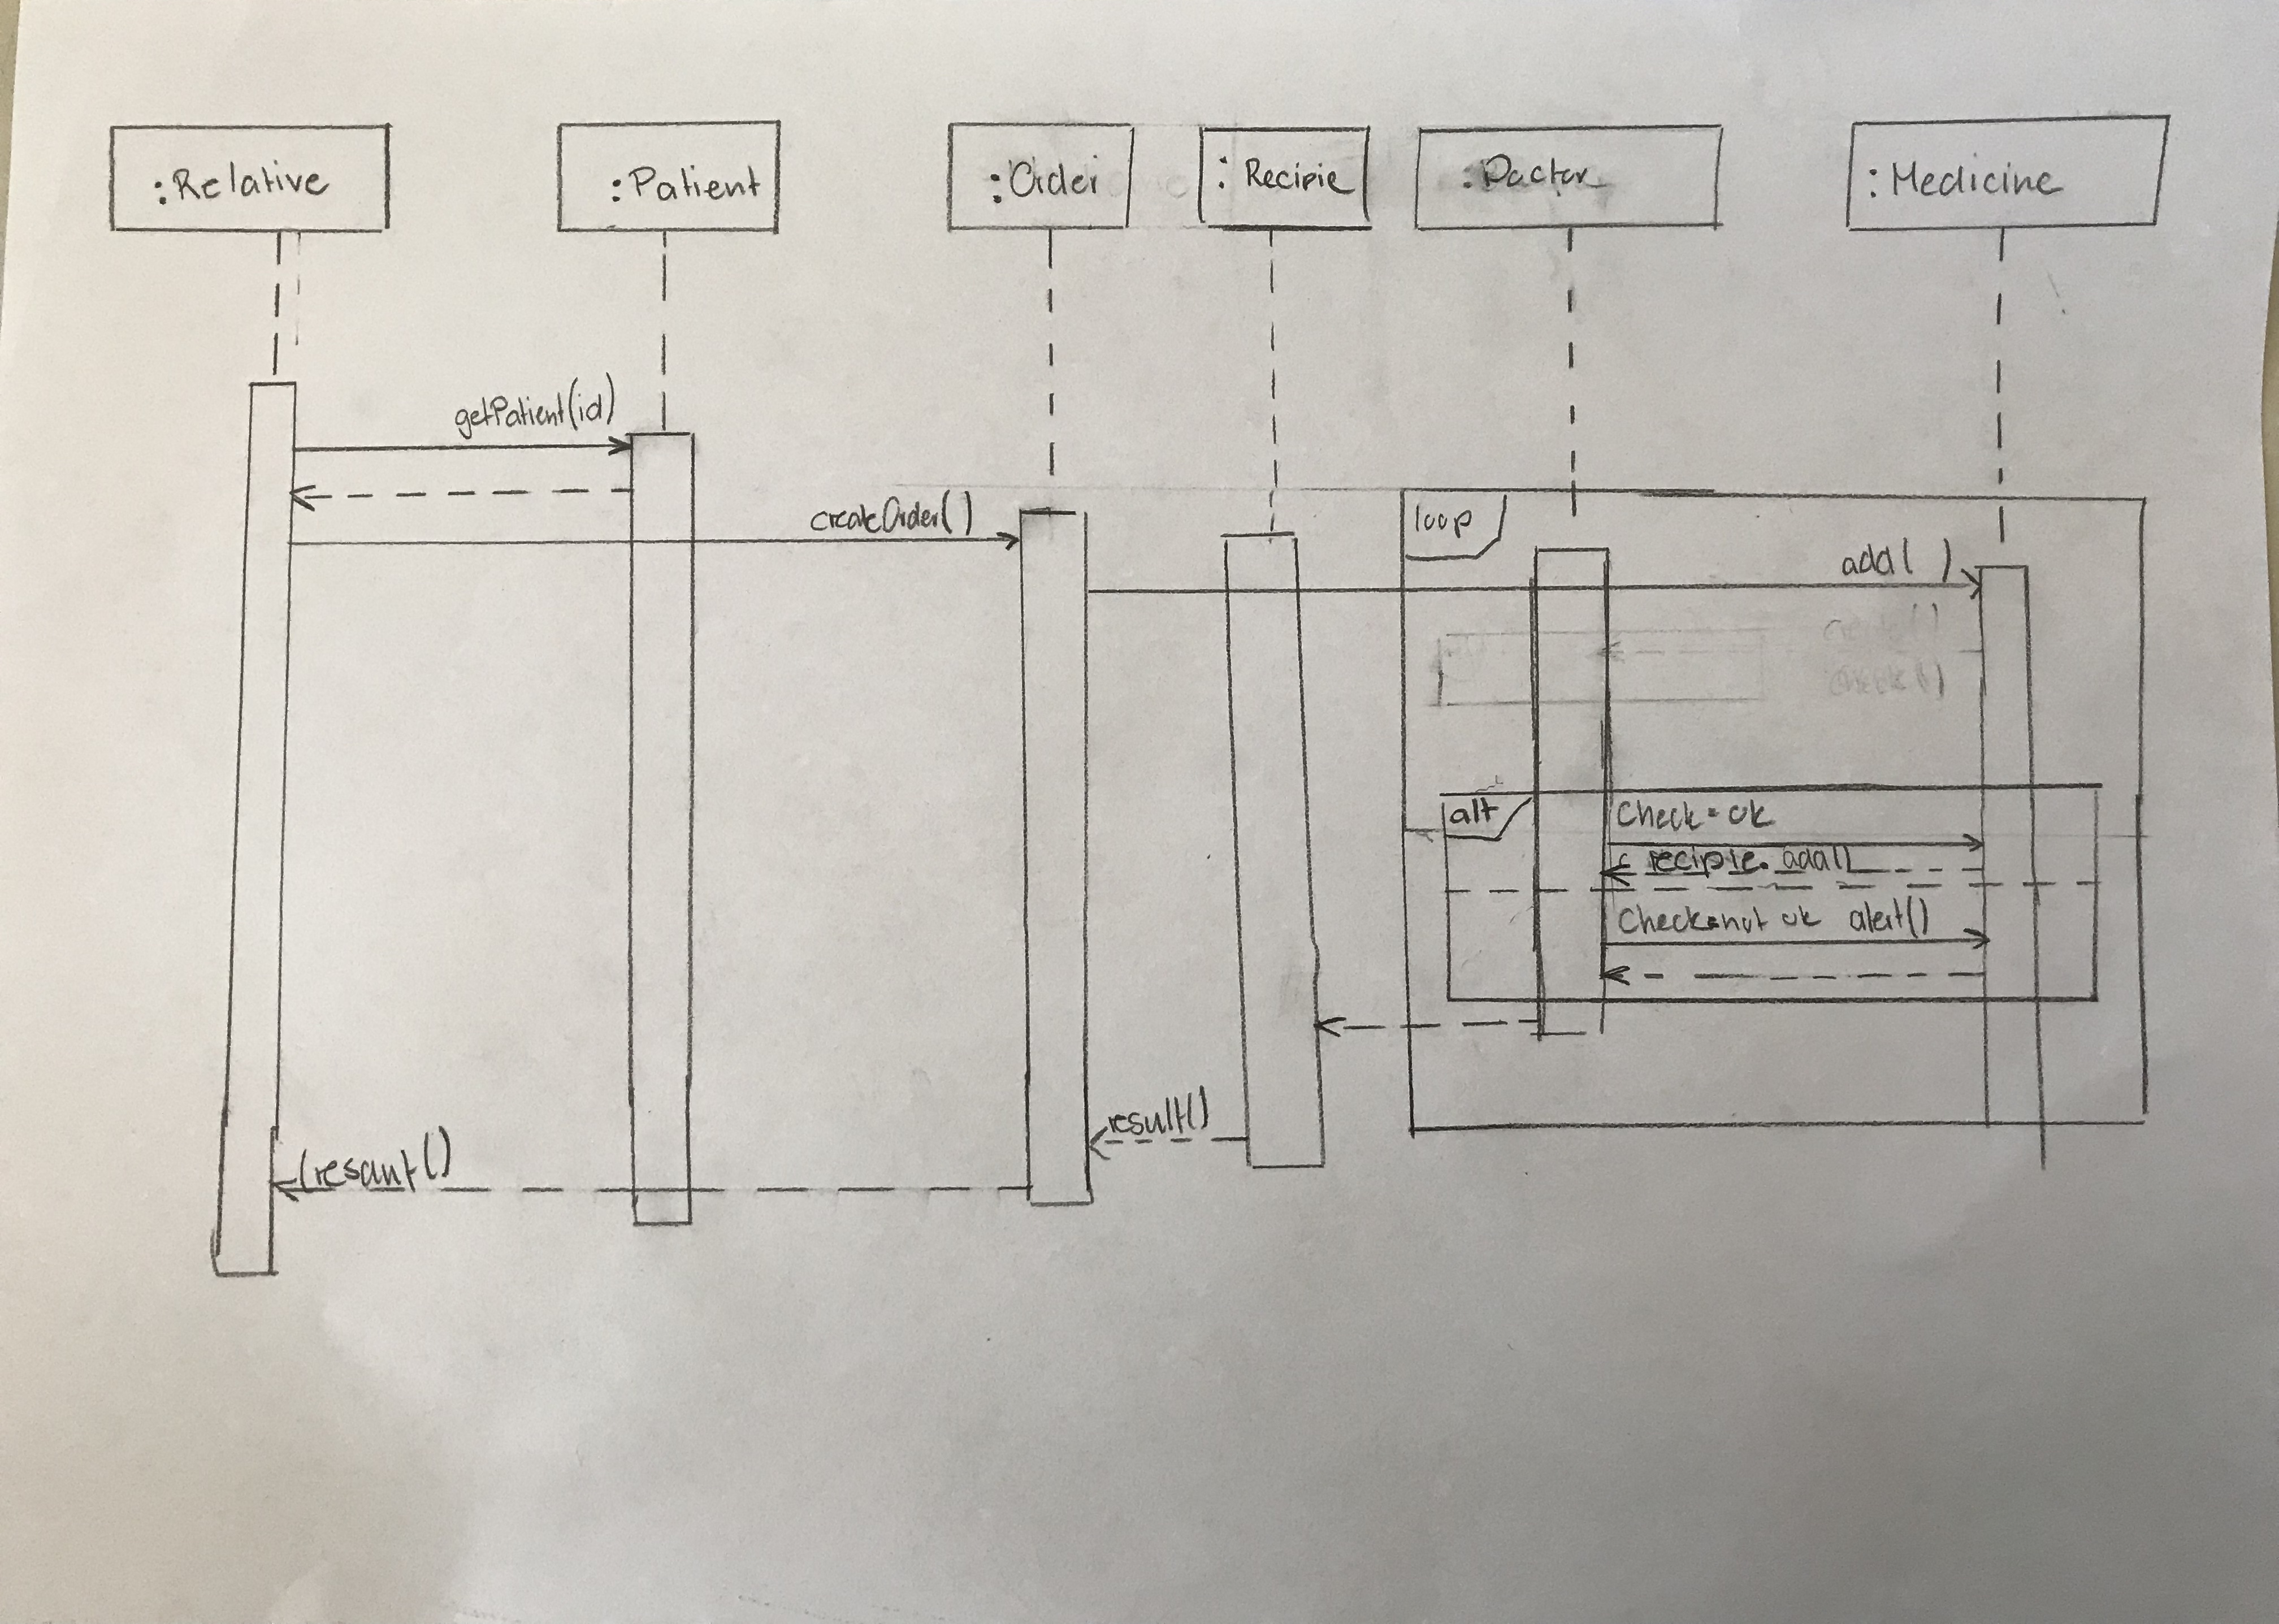 :Relative
:Patient
:Order
:Recipie
:Doctor
:Medicine
getPatient(id)
createOrder()
loop
add( )
check()
alt
Check = ok
recipie. add()
Check=not ok alert()
result()